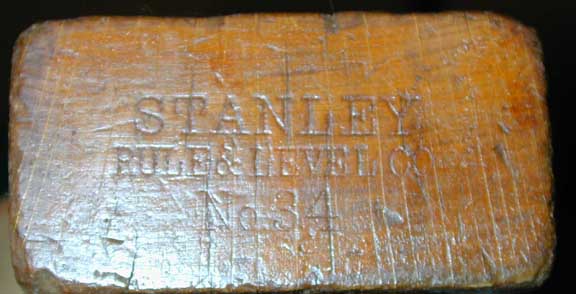 STANLEY
RULE & LEVEL CO
No 34